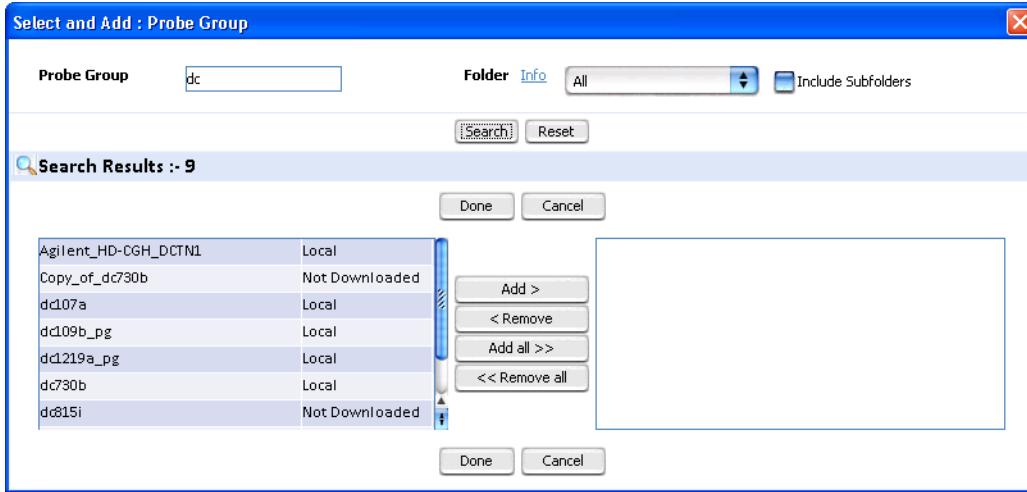 Select and Add : Probe Group
Probe Group dc Folder Info All Include Subfolders
Search Reset
Search Results :- 9
Done Cancel
Agilent_HD-CGH_DCTN1 Local
Copy_of_dc730b Not Downloaded
dc107a Local
dc109b_pg Local
dc1219a_pg Local
dc730b Local
dc815i Not Downloaded
Add >
< Remove
Add all >>
<< Remove all
Done Cancel